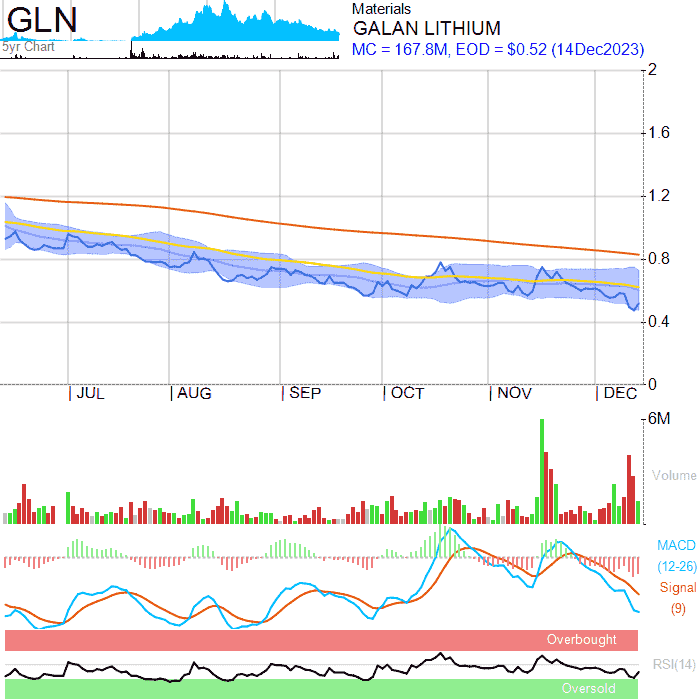 GLN
5yr Chart
Materials
GALAN LITHIUM
MC = 167.8M, EOD = $0.52 (14Dec2023)
2
1.6
1.2
0.8
0.4
0
JUL AUG SEP OCT NOV DEC
6M
Volume
MACD
(12-26)
Signal
(9)
Overbought
RSI(14)
Oversold